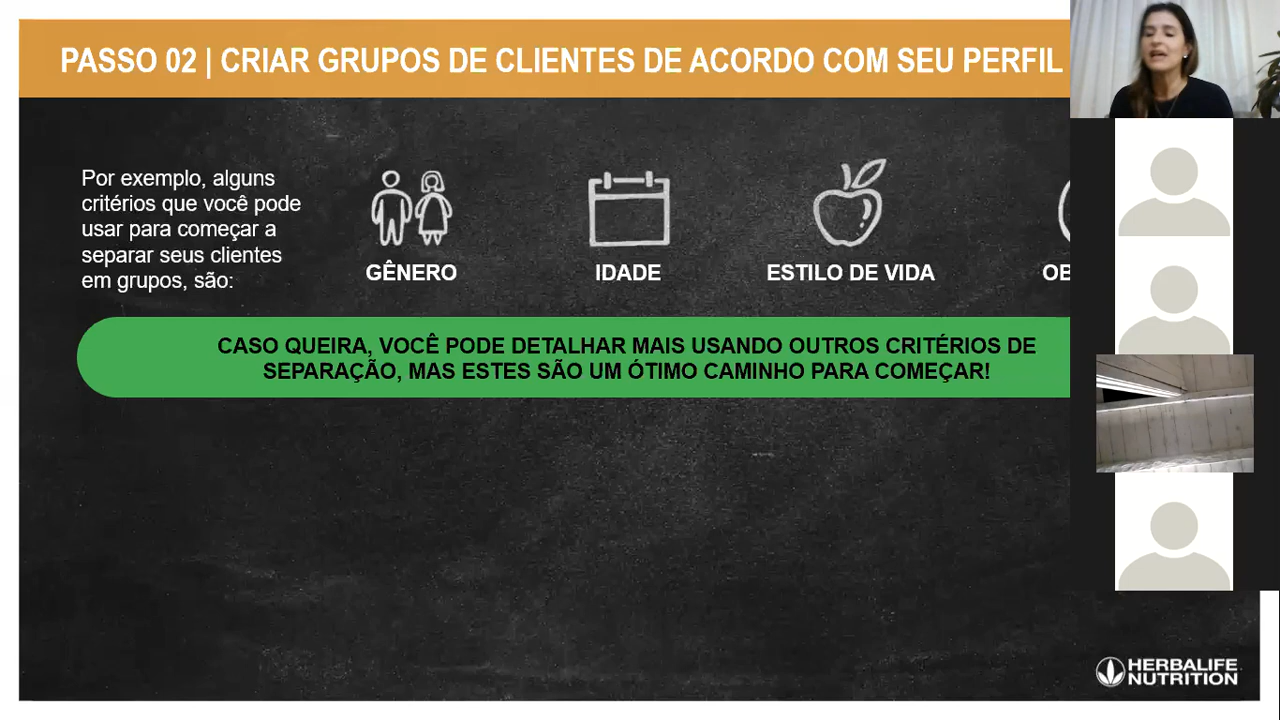 PASSO 02 | CRIAR GRUPOS DE CLIENTES DE ACORDO COM SEU PERFIL
Por exemplo, alguns
critérios que você pode
usar para começar a
separar seus clientes
em grupos, são:
GÊNERO
IDADE
ESTILO DE VIDA
CASO QUEIRA, VOCÊ PODE DETALHAR MAIS USANDO OUTROS CRITÉRIOS DE
SEPARAÇÃO, MAS ESTES SÃO UM ÓTIMO CAMINHO PARA COMEÇAR!
HERBALIFE
NUTRITION